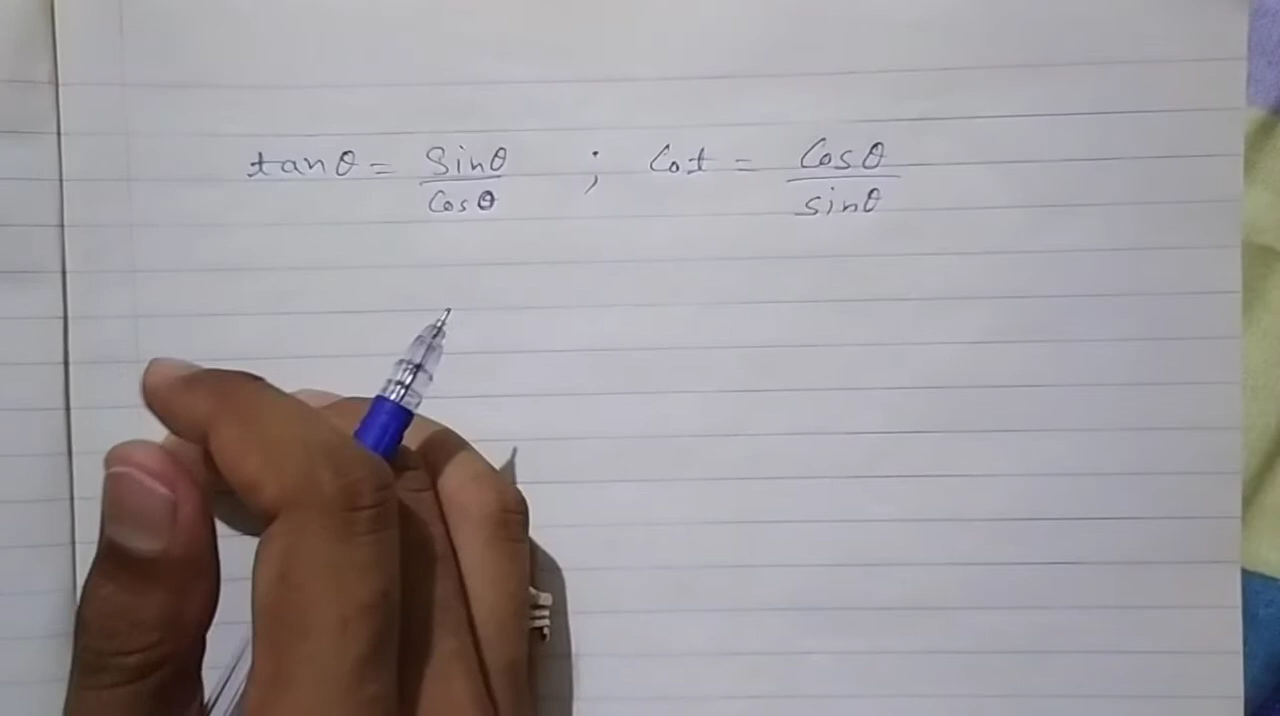 tanθ = Sinθ/Cosθ ; Cot = Cosθ/sinθ